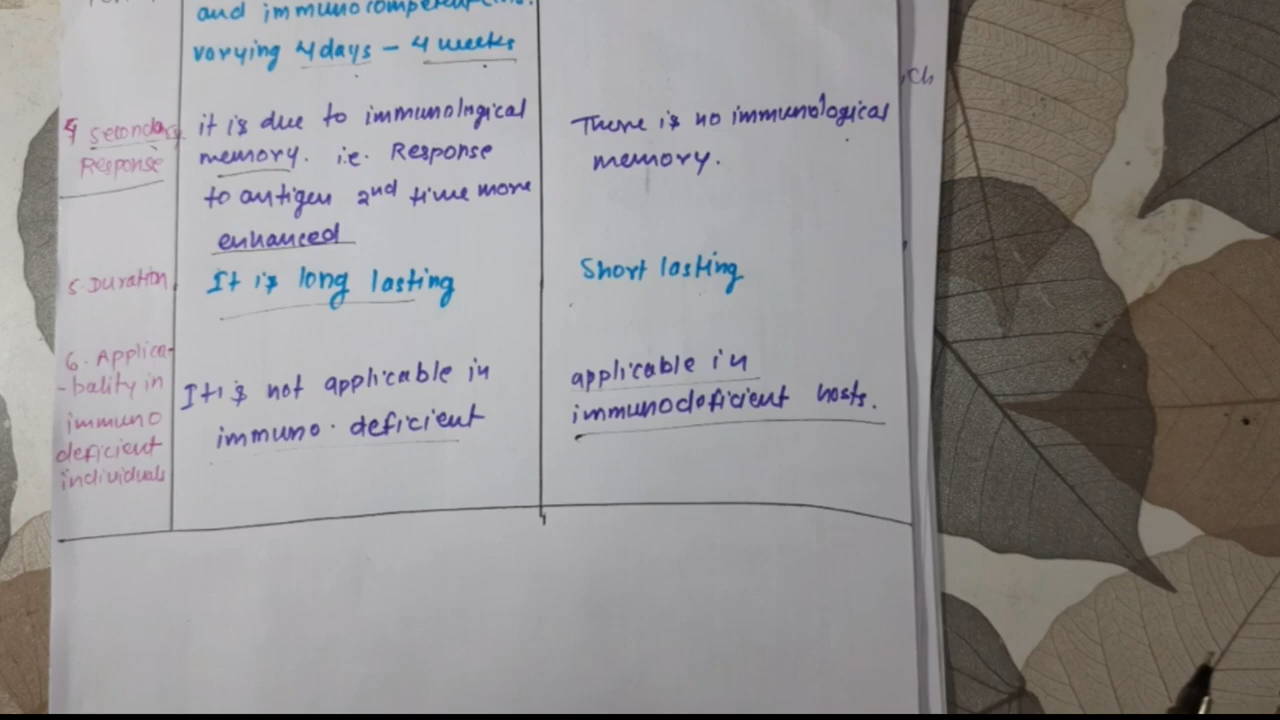 and immunocompetent
varying 4 days - 4 weeks
4 Secondary
Response
it is due to immunological
memory. i.e. Response
to antigen 2nd time more
enhanced
There is no immunological
memory.
5. Duration
It is long lasting
Short lasting
6. Applica-
-bality in
immuno
deficient
individuals
It is not applicable in
immuno. deficient
applicable in
immunodeficient hosts.